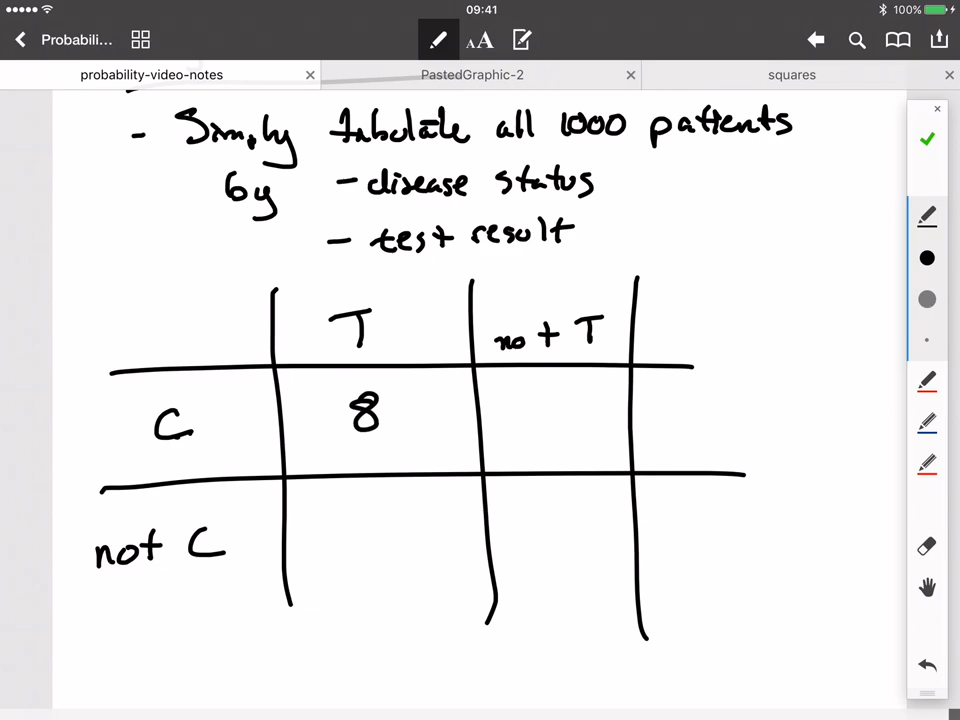 09:41
100%
Probabili...
AA
probability-video-notes
PastedGraphic-2
squares
- Simply tabulate all 1000 patients
by - disease status
- test result
T not T
C 8
not C